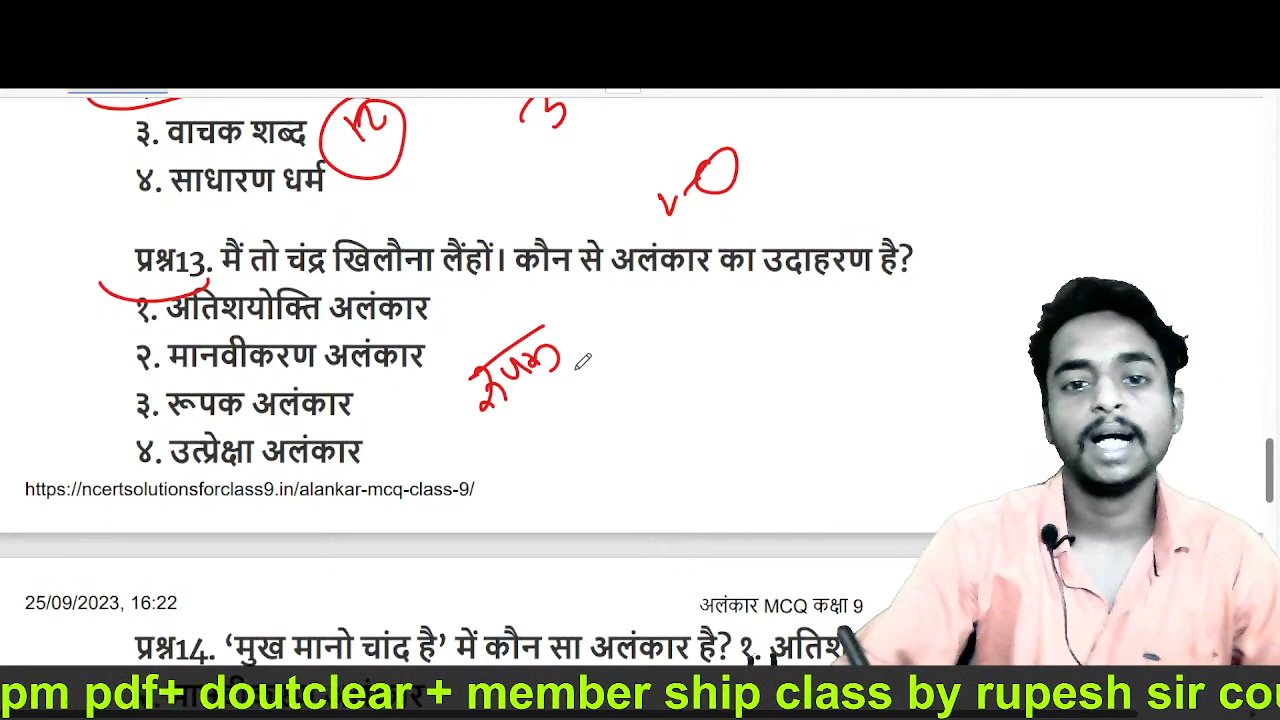 ३. वाचक शब्द
४. साधारण धर्म
प्रश्न13. मैं तो चंद्र खिलौना लैंहों। कौन से अलंकार का उदाहरण है?
१. अतिशयोक्ति अलंकार
२. मानवीकरण अलंकार
रूपक
३. रूपक अलंकार
४. उत्प्रेक्षा अलंकार
https://ncertsolutionsforclass9.in/alankar-mcq-class-9/
25/09/2023, 16:22
अलंकार MCQ कक्षा 9
प्रश्न14. ‘मुख मानो चांद है’ में कौन सा अलंकार है? १. अतिश
pm pdf+ doutclear + member ship class by rupesh sir cou